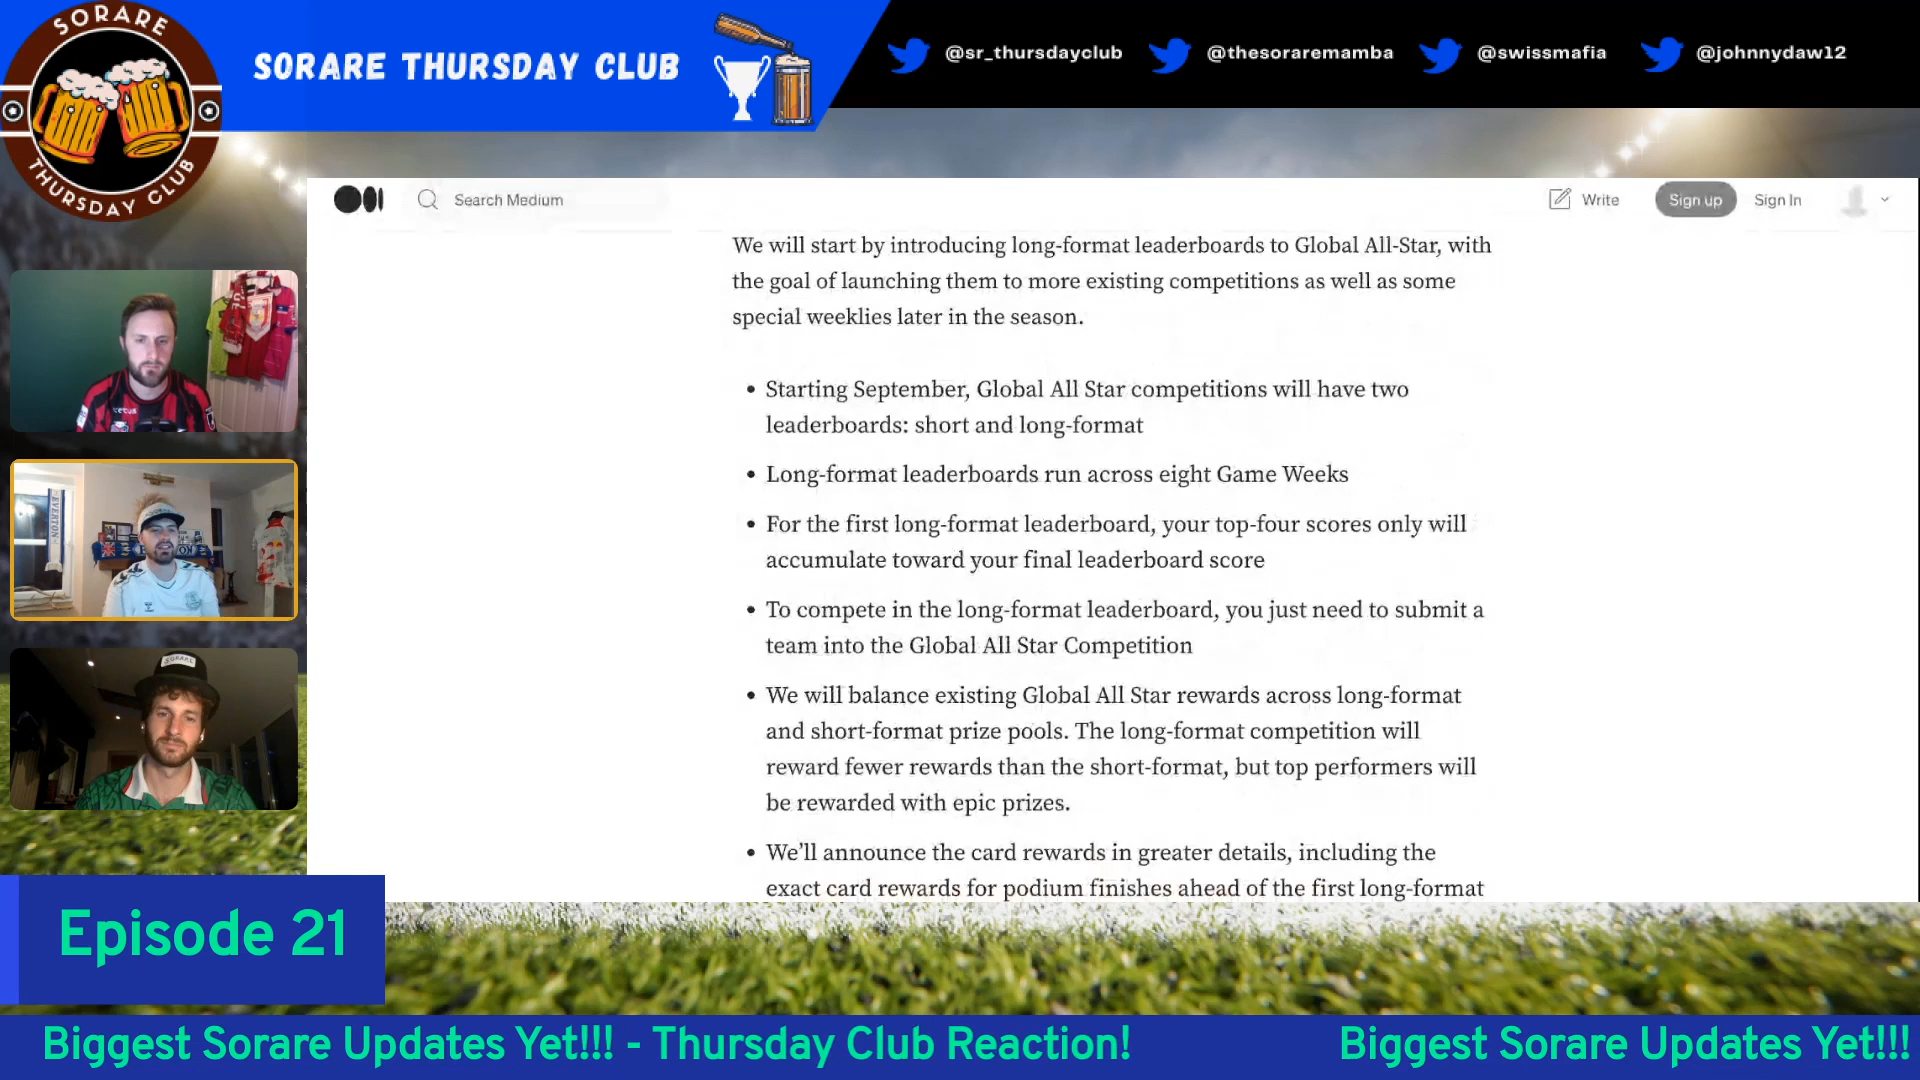 SORARE
THURSDAY CLUB
SORARE THURSDAY CLUB
@sr_thursdayclub
@thesoraremamba
@swissmafia
@johnnydaw12
Search Medium
Write
Sign up
Sign In
We will start by introducing long-format leaderboards to Global All-Star, with
the goal of launching them to more existing competitions as well as some
special weeklies later in the season.
• Starting September, Global All Star competitions will have two
leaderboards: short and long-format
• Long-format leaderboards run across eight Game Weeks
• For the first long-format leaderboard, your top-four scores only will
accumulate toward your final leaderboard score
• To compete in the long-format leaderboard, you just need to submit a
team into the Global All Star Competition
• We will balance existing Global All Star rewards across long-format
and short-format prize pools. The long-format competition will
reward fewer rewards than the short-format, but top performers will
be rewarded with epic prizes.
• We’ll announce the card rewards in greater details, including the
exact card rewards for podium finishes ahead of the first long-format
EVERTON
SORARE
Episode 21
Biggest Sorare Updates Yet!!! - Thursday Club Reaction!
Biggest Sorare Updates Yet!!!